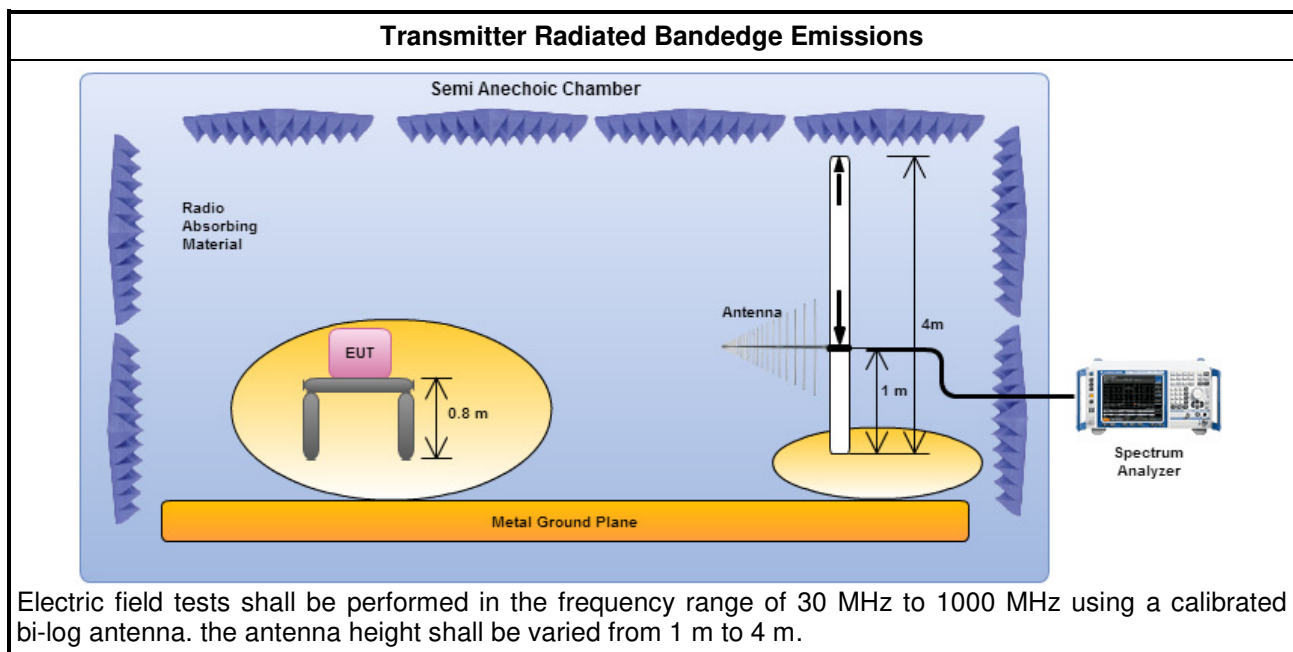 Transmitter Radiated Bandedge Emissions
Semi Anechoic Chamber
Radio
Absorbing
Material
Antenna
4m
EUT
1 m
0.8 m
Spectrum
Analyzer
Metal Ground Plane
Electric field tests shall be performed in the frequency range of 30 MHz to 1000 MHz using a calibrated
bi-log antenna. the antenna height shall be varied from 1 m to 4 m.